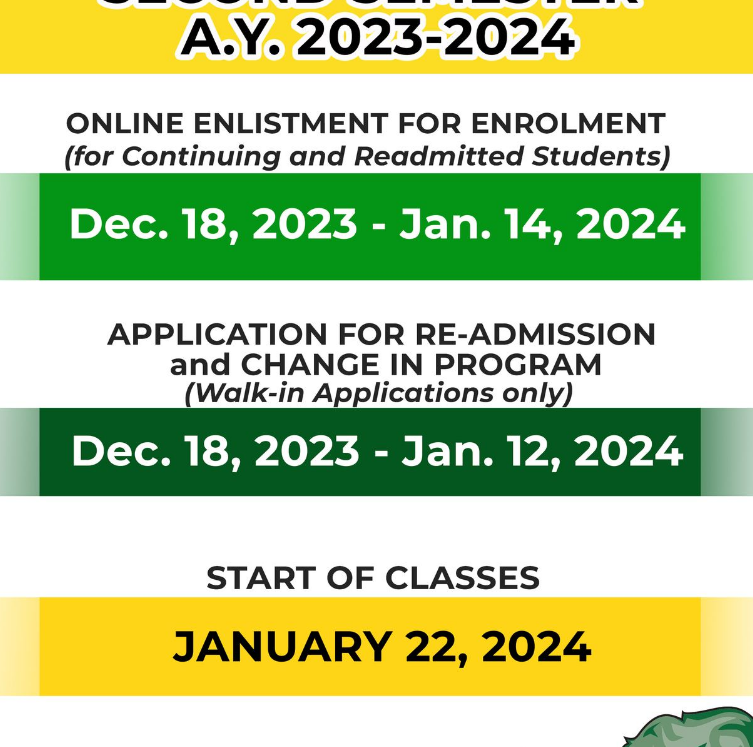 SECOND SEMESTER
A.Y. 2023-2024
ONLINE ENLISTMENT FOR ENROLMENT
(for Continuing and Readmitted Students)
Dec. 18, 2023 - Jan. 14, 2024
APPLICATION FOR RE-ADMISSION
and CHANGE IN PROGRAM
(Walk-in Applications only)
Dec. 18, 2023 - Jan. 12, 2024
START OF CLASSES
JANUARY 22, 2024